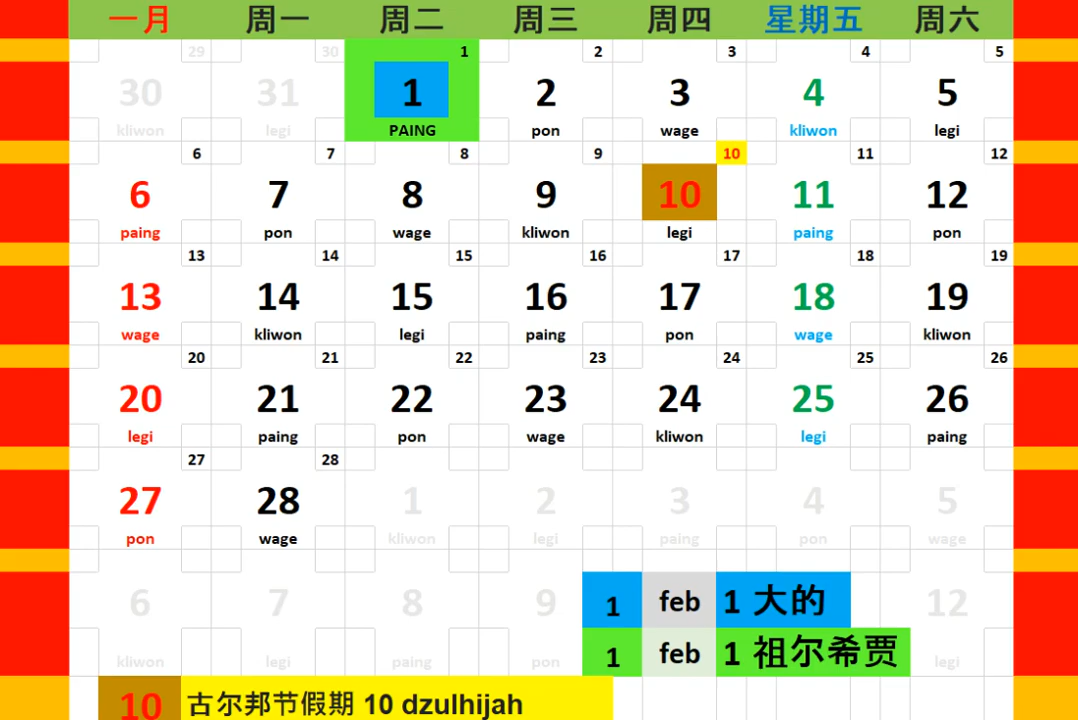 一月 周一 周二 周三 周四 星期五 周六
29 30 1 2 3 4 5
30 31 1 2 3 4 5
kliwon legi PAING pon wage kliwon legi
6 7 8 9 10 11 12
6 7 8 9 10 11 12
paing pon wage kliwon legi paing pon
13 14 15 16 17 18 19
13 14 15 16 17 18 19
wage kliwon legi paing pon wage kliwon
20 21 22 23 24 25 26
20 21 22 23 24 25 26
legi paing pon wage kliwon legi paing
27 28
27 28 1 2 3 4 5
pon wage kliwon legi paing pon wage
6 7 8 9 1 feb 1 大的 12
kliwon legi paing pon 1 feb 1 祖尔希贾 legi
10 古尔邦节假期 10 dzulhijah